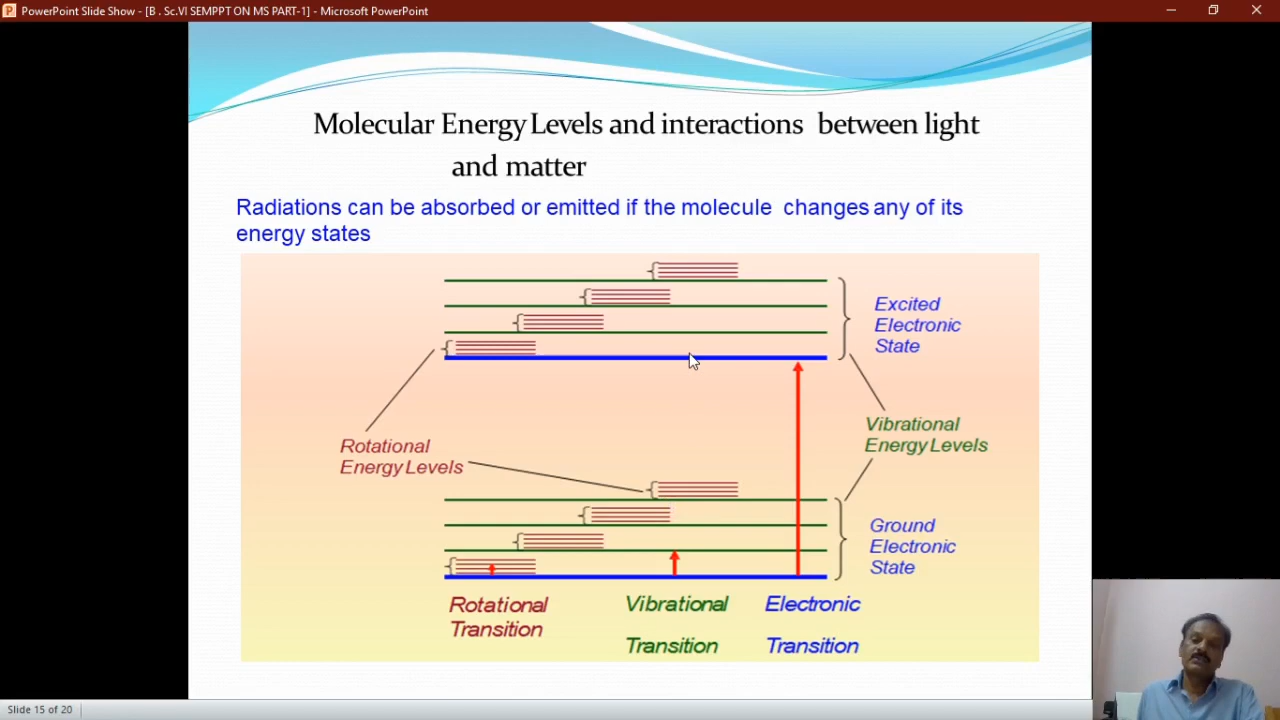 PowerPoint Slide Show - [B . Sc.VI SEMPPT ON MS PART-1] - Microsoft PowerPoint
Molecular Energy Levels and interactions between light
and matter
Radiations can be absorbed or emitted if the molecule changes any of its
energy states
Excited
Electronic
State
Vibrational
Energy Levels
Rotational
Energy Levels
Ground
Electronic
State
Rotational
Transition
Vibrational
Transition
Electronic
Transition
Slide 15 of 20